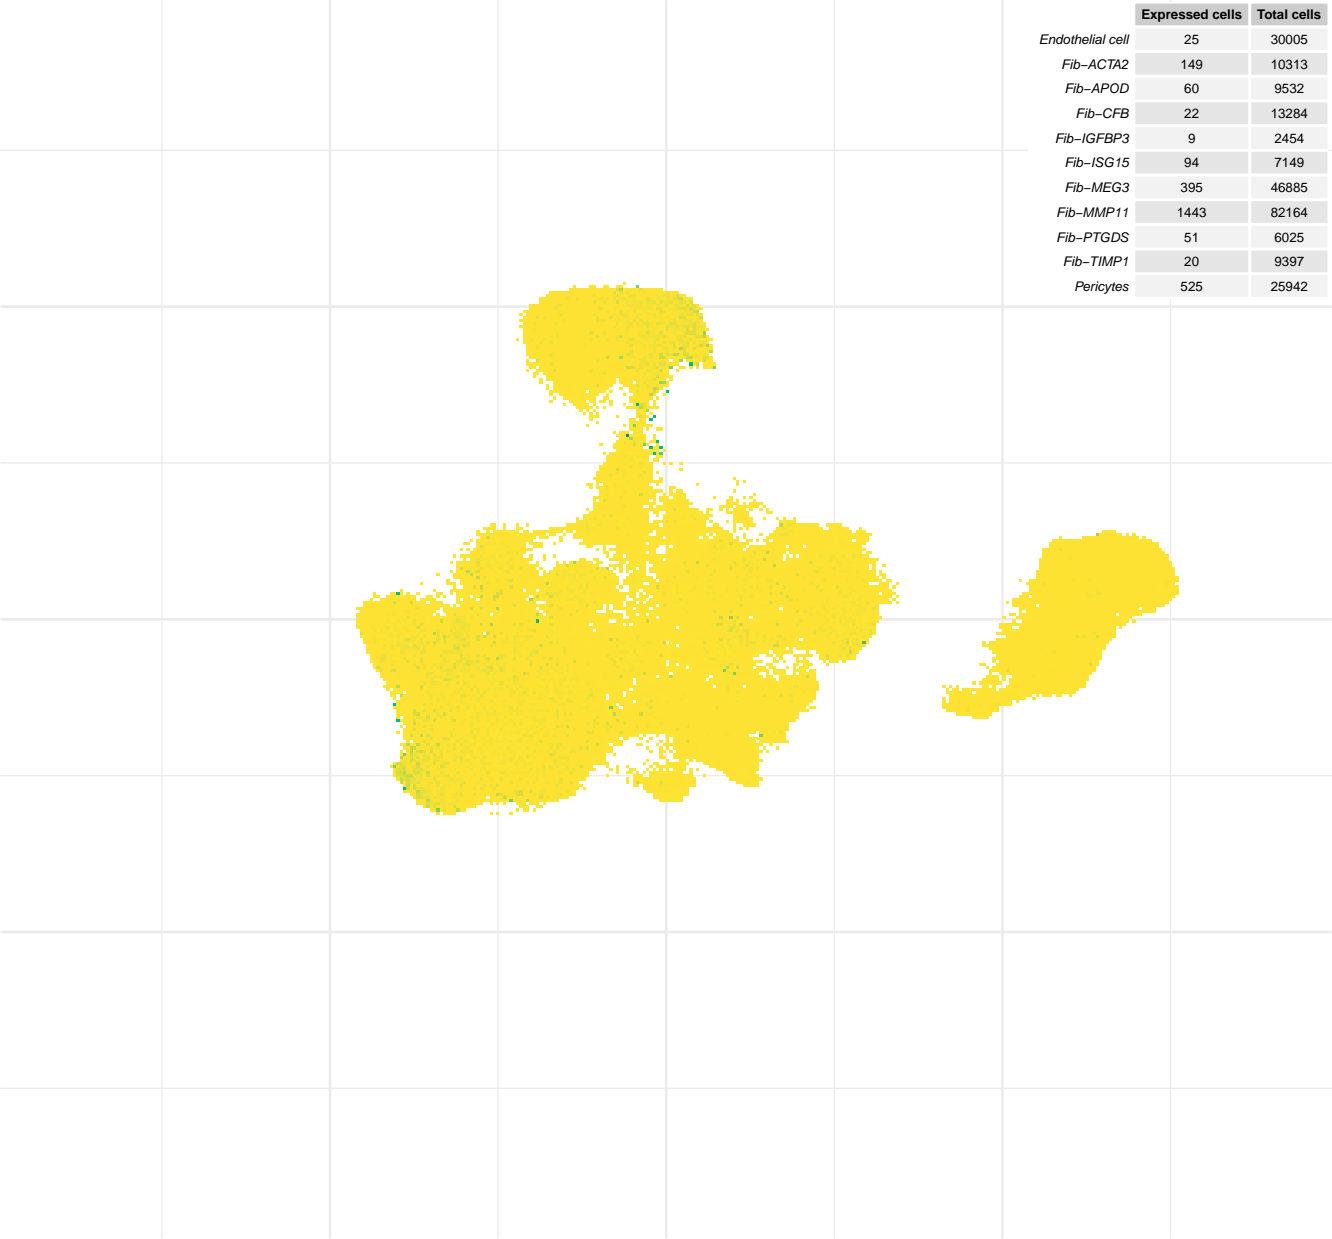 Expressed cells Total cells
Endothelial cell 25 30005
Fib−ACTA2 149 10313
Fib−APOD 60 9532
Fib−CFB 22 13284
Fib−IGFBP3 9 2454
Fib−ISG15 94 7149
Fib−MEG3 395 46885
Fib−MMP11 1443 82164
Fib−PTGDS 51 6025
Fib−TIMP1 20 9397
Pericytes 525 25942